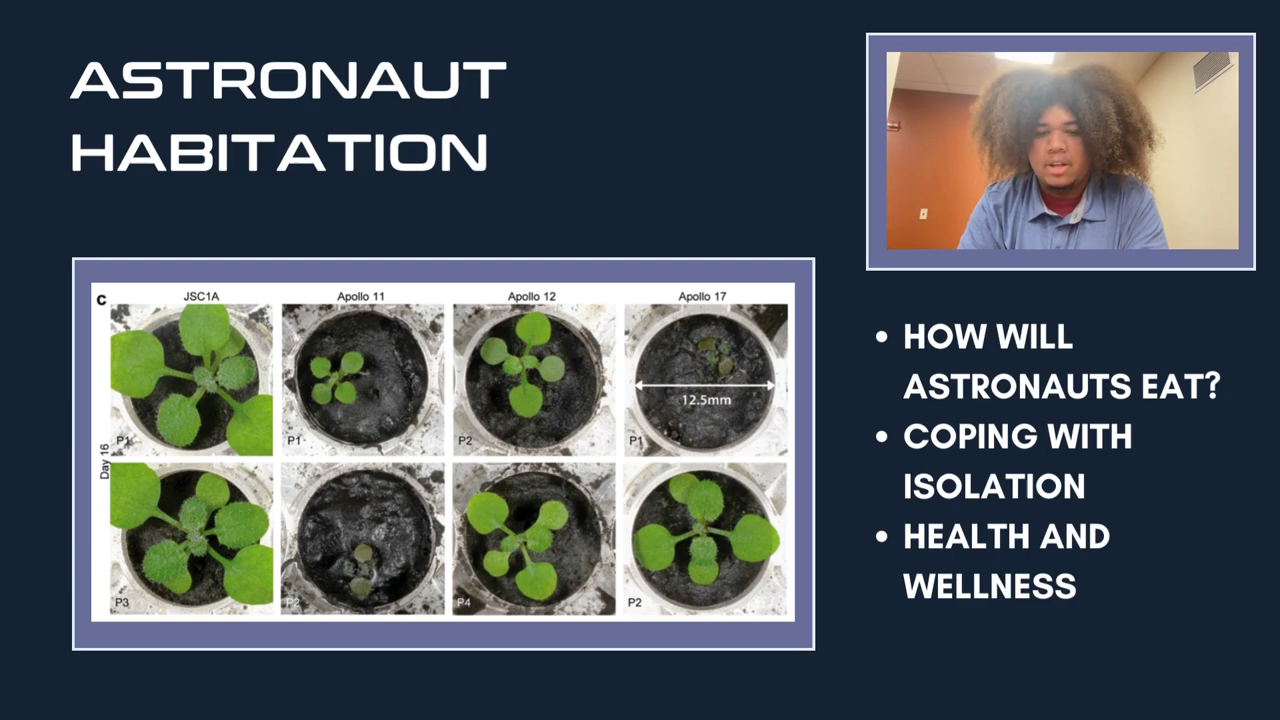 ASTRONAUT
HABITATION
c
JSC1A
Apollo 11
Apollo 12
Apollo 17
Day 16
P1
P1
P2
12.5mm
P1
P3
P2
P4
P2
• HOW WILL
ASTRONAUTS EAT?
• COPING WITH
ISOLATION
• HEALTH AND
WELLNESS